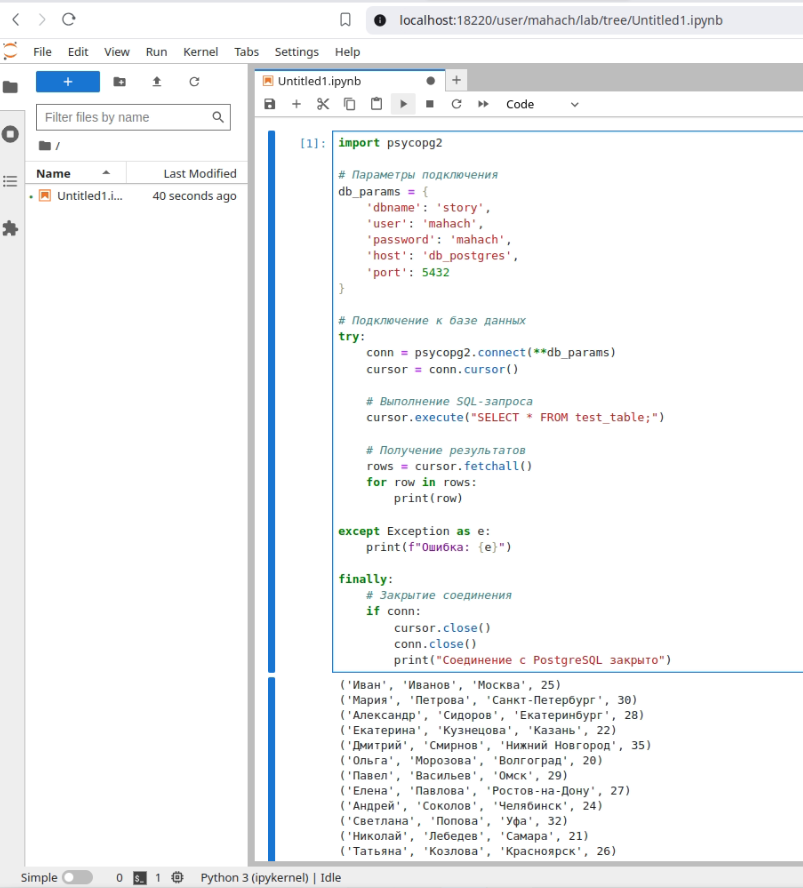 localhost:18220/user/mahach/lab/tree/Untitled1.ipynb
File Edit View Run Kernel Tabs Settings Help
Untitled1.ipynb
Filter files by name
Code
/
Name Last Modified
Untitled1.i... 40 seconds ago
[1]: import psycopg2
# Параметры подключения
db_params = {
'dbname': 'story',
'user': 'mahach',
'password': 'mahach',
'host': 'db_postgres',
'port': 5432
}
# Подключение к базе данных
try:
conn = psycopg2.connect(**db_params)
cursor = conn.cursor()
# Выполнение SQL-запроса
cursor.execute("SELECT * FROM test_table;")
# Получение результатов
rows = cursor.fetchall()
for row in rows:
print(row)
except Exception as e:
print(f"Ошибка: {e}")
finally:
# Закрытие соединения
if conn:
cursor.close()
conn.close()
print("Соединение с PostgreSQL закрыто")
('Иван', 'Иванов', 'Москва', 25)
('Мария', 'Петрова', 'Санкт-Петербург', 30)
('Александр', 'Сидоров', 'Екатеринбург', 28)
('Екатерина', 'Кузнецова', 'Казань', 22)
('Дмитрий', 'Смирнов', 'Нижний Новгород', 35)
('Ольга', 'Морозова', 'Волгоград', 20)
('Павел', 'Васильев', 'Омск', 29)
('Елена', 'Павлова', 'Ростов-на-Дону', 27)
('Андрей', 'Соколов', 'Челябинск', 24)
('Светлана', 'Попова', 'Уфа', 32)
('Николай', 'Лебедев', 'Самара', 21)
('Татьяна', 'Козлова', 'Красноярск', 26)
Simple 0 1 Python 3 (ipykernel) | Idle